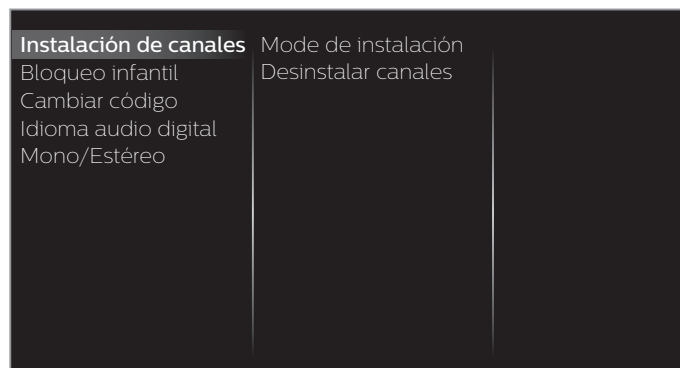 Instalación de canales
Bloqueo infantil
Cambiar código
Idioma audio digital
Mono/Estéreo
Mode de instalación
Desinstalar canales